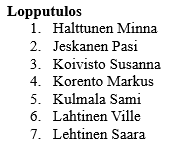 Lopputulos
1. Halttunen Minna
2. Jeskanen Pasi
3. Koivisto Susanna
4. Korento Markus
5. Kulmala Sami
6. Lahtinen Ville
7. Lehtinen Saara